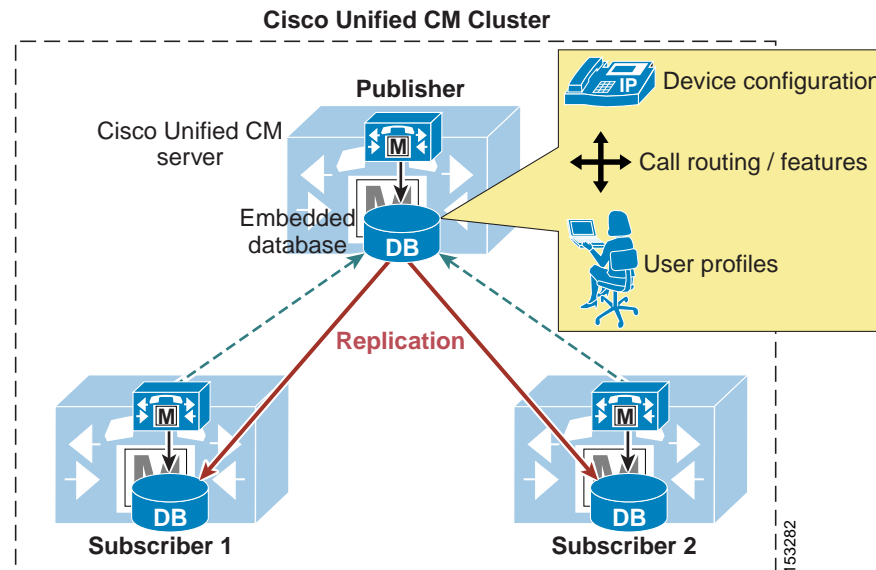 Cisco Unified CM Cluster
Publisher
Cisco Unified CM
server
M
Embedded
database
DB
IP
Device configuration
Call routing / features
User profiles
Replication
M
DB
Subscriber 1
M
DB
Subscriber 2
153282